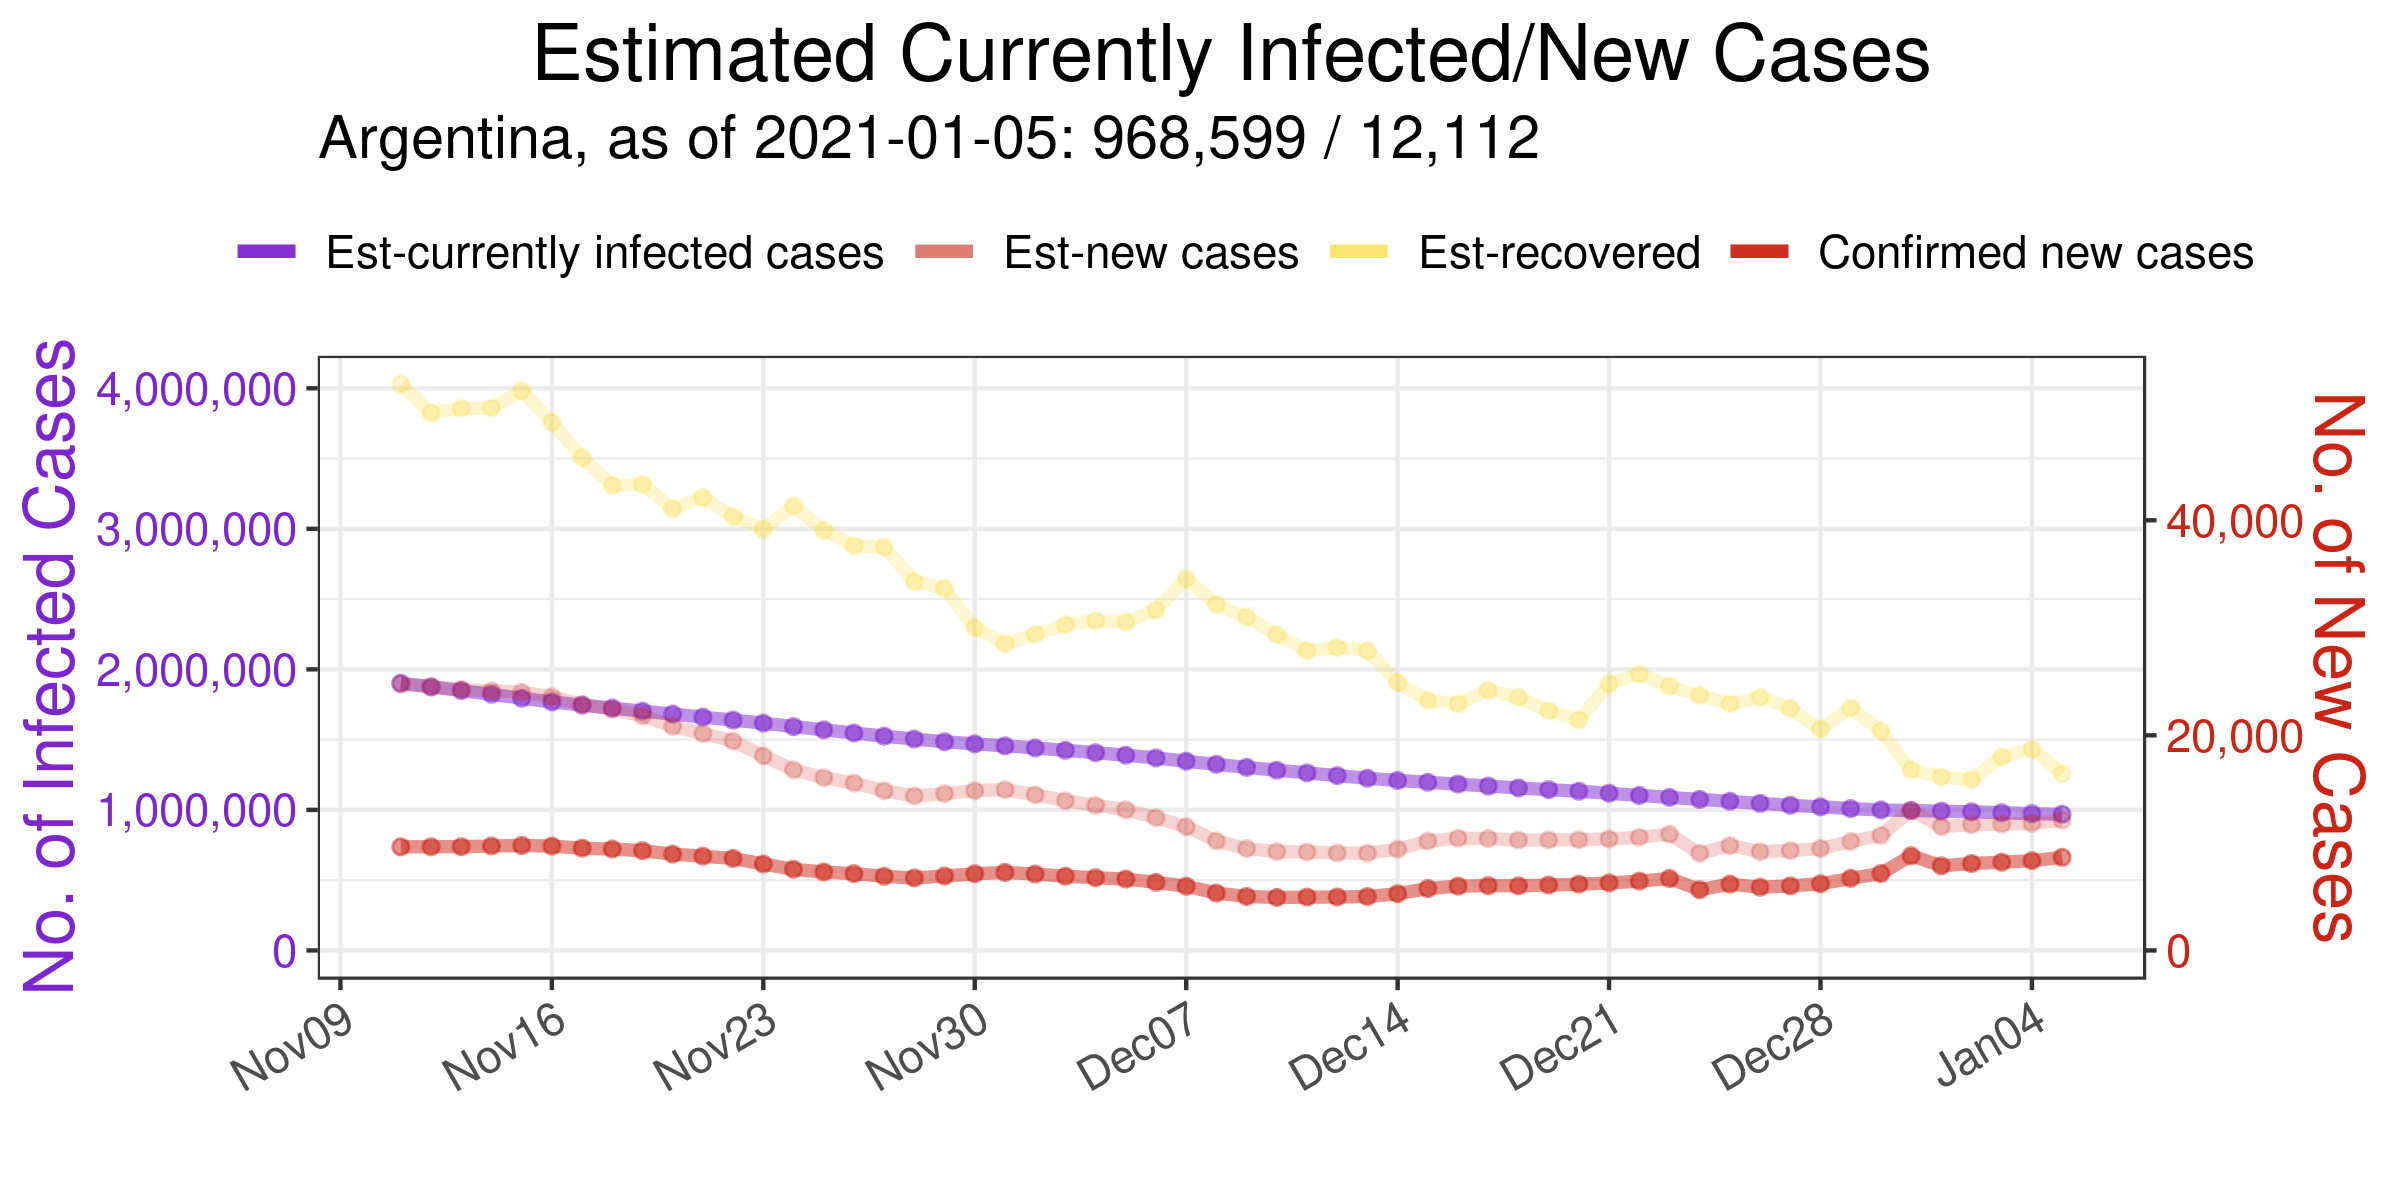 Estimated Currently Infected/New Cases
Argentina, as of 2021-01-05: 968,599 / 12,112
Est-currently infected cases Est-new cases Est-recovered Confirmed new cases
No. of Infected Cases
4,000,000
3,000,000
2,000,000
1,000,000
0
40,000
20,000
0
No. of New Cases
Nov09 Nov16 Nov23 Nov30 Dec07 Dec14 Dec21 Dec28 Jan04